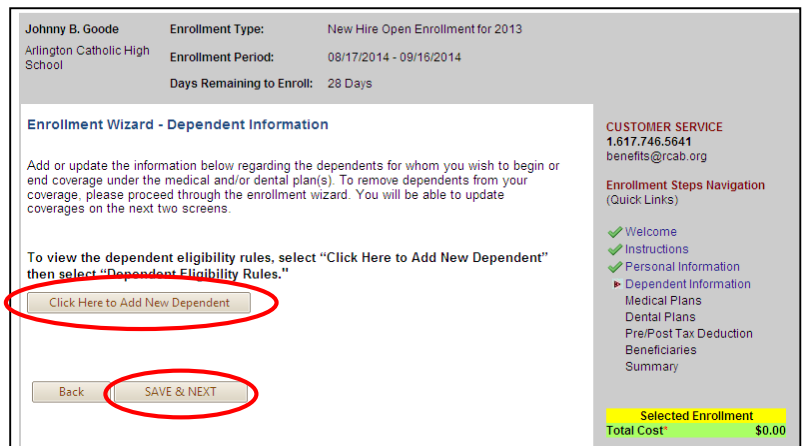 Johnny B. Goode
Arlington Catholic High
School
Enrollment Type: New Hire Open Enrollment for 2013
Enrollment Period: 08/17/2014 - 09/16/2014
Days Remaining to Enroll: 28 Days
Enrollment Wizard - Dependent Information
Add or update the information below regarding the dependents for whom you wish to begin or
end coverage under the medical and/or dental plan(s). To remove dependents from your
coverage, please proceed through the enrollment wizard. You will be able to update
coverages on the next two screens.
To view the dependent eligibility rules, select “Click Here to Add New Dependent”
then select “Dependent Eligibility Rules."
Click Here to Add New Dependent
Back SAVE & NEXT
CUSTOMER SERVICE
1.617.746.5641
benefits@rcab.org
Enrollment Steps Navigation
(Quick Links)
Welcome
Instructions
Personal Information
Dependent Information
Medical Plans
Dental Plans
Pre/Post Tax Deduction
Beneficiaries
Summary
Selected Enrollment
Total Cost* $0.00